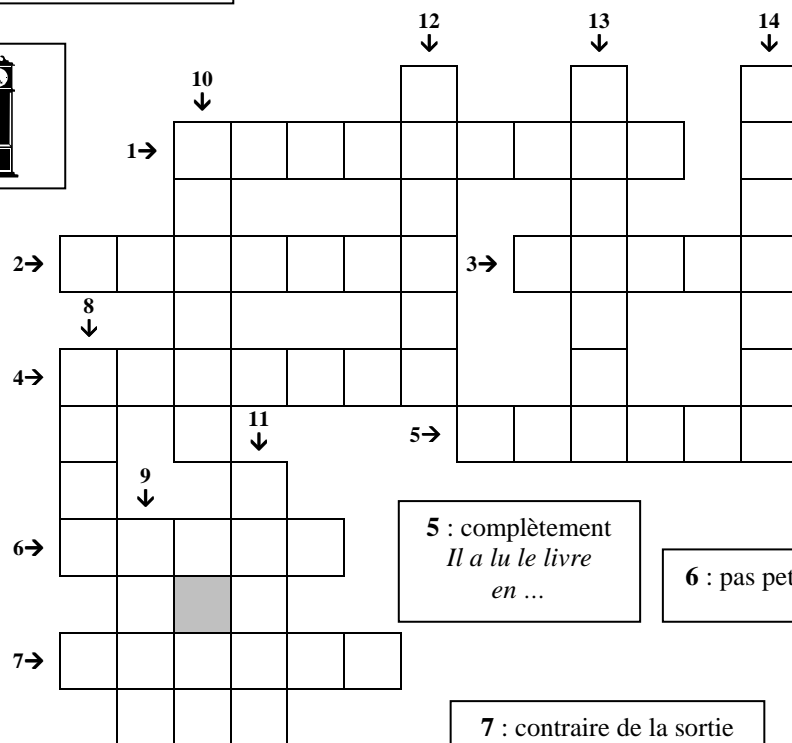 12
13
14
10
1→
2→
3→
8
4→
11
5→
9
6→
5 : complètement
Il a lu le livre
en ...
6 : pas pet
7→
7 : contraire de la sortie